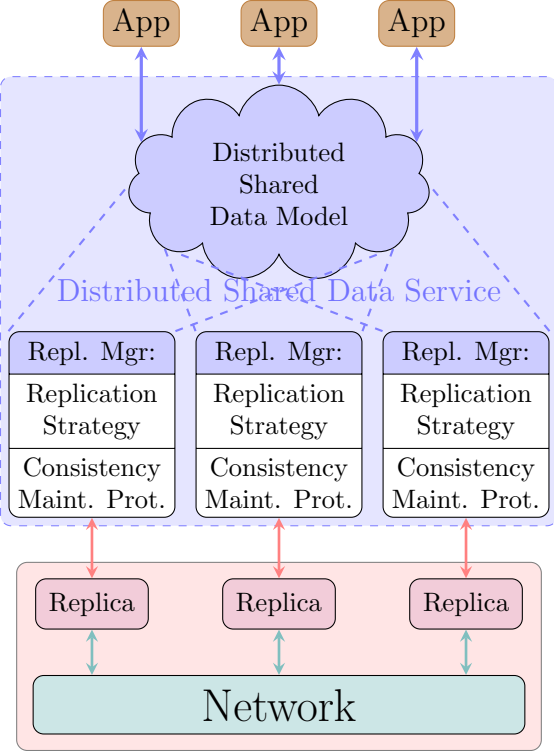 App App App
Distributed
Shared
Data Model
Distributed Shared Data Service
Repl. Mgr: Repl. Mgr: Repl. Mgr:
Replication Replication Replication
Strategy Strategy Strategy
Consistency Consistency Consistency
Maint. Prot. Maint. Prot. Maint. Prot.
Replica Replica Replica
Network